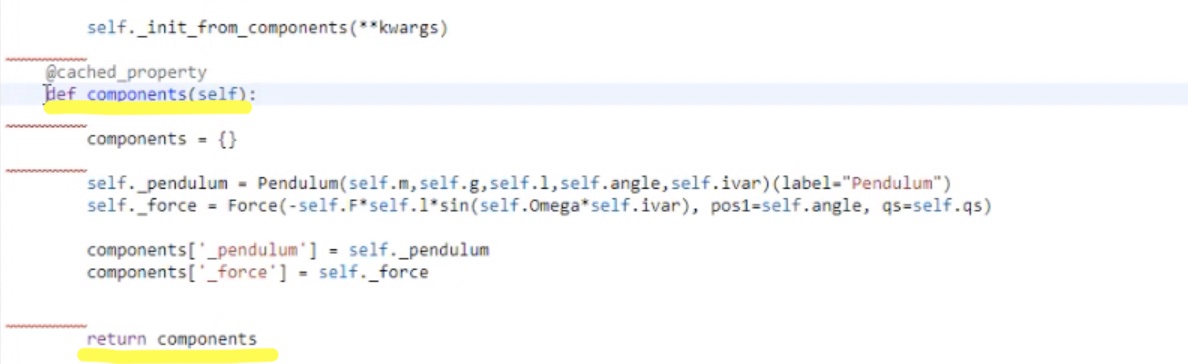 self._init_from_components(**kwargs)
@cached_property
def components(self):
components = {}
self._pendulum = Pendulum(self.m,self.g,self.l,self.angle,self.ivar)(label="Pendulum")
self._force = Force(-self.F*self.l*sin(self.Omega*self.ivar), pos1=self.angle, qs=self.qs)
components['_pendulum'] = self._pendulum
components['_force'] = self._force
return components